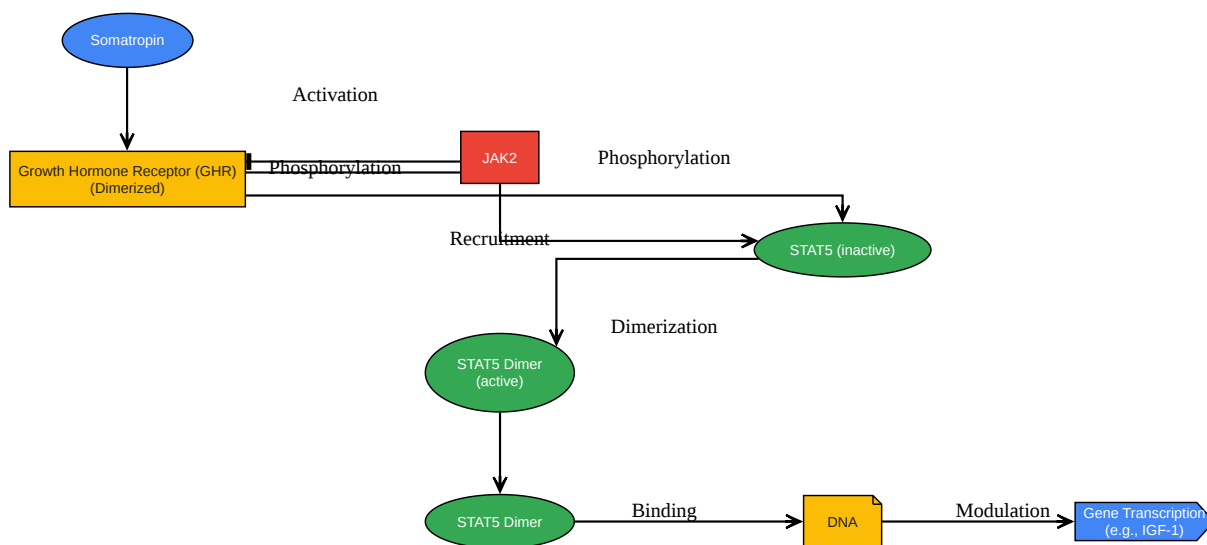 Somatropin
Activation
JAK2
Phosphorylation
Growth Hormone Receptor (GHR)
(Dimerized)
Phosphorylation
Recruitment
STAT5 (inactive)
Dimerization
STAT5 Dimer
(active)
STAT5 Dimer
Binding
DNA
Modulation
Gene Transcription
(e.g., IGF-1)